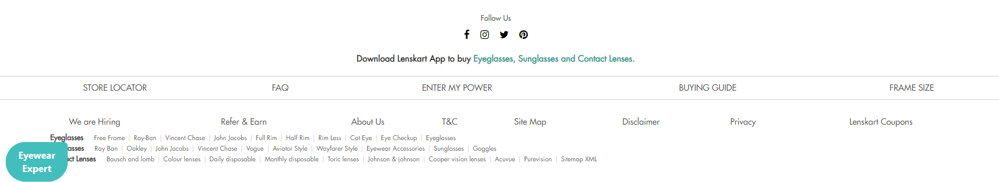 Follow Us
Download Lenskart App to buy Eyeglasses, Sunglasses and Contact Lenses.
STORE LOCATOR FAQ ENTER MY POWER BUYING GUIDE FRAME SIZE
We are Hiring Refer & Earn About Us T&C Site Map Disclaimer Privacy Lenskart Coupons
Eyeglasses Free Frame | Ray-Ban | Vincent Chase | John Jacobs | Full Rim | Half Rim | Rim Less | Cat Eye | Eye Checkup | Eyeglasses
Ray Ban | Oakley | John Jacobs | Vincent Chase | Vogue | Aviator Style | Wayfarer Style | Eyewear Accessories | Sunglasses | Goggles
Lenses Bausch and lomb | Colour lenses | Daily disposable | Monthly disposable | Toric lenses | Johnson & johnson | Cooper vision lenses | Acuvue | Purevision | Sitemap XML
Eyewear
Expert